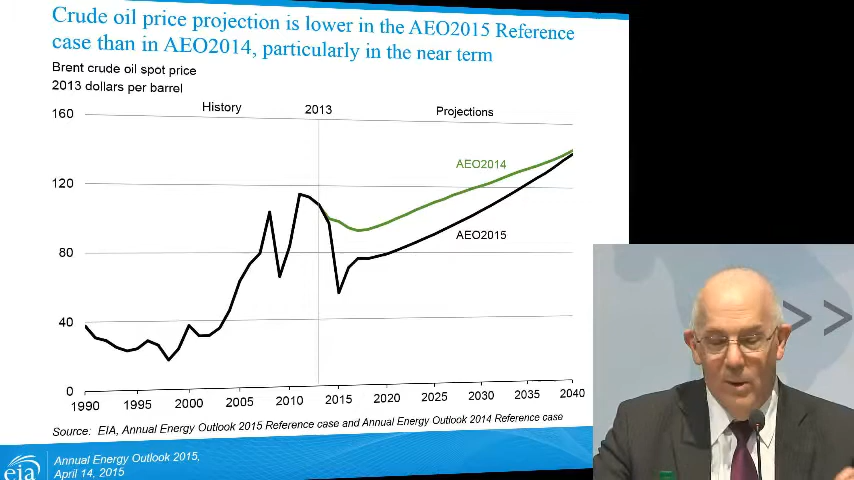 Crude oil price projection is lower in the AEO2015 Reference
case than in AEO2014, particularly in the near term
Brent crude oil spot price
2013 dollars per barrel
History
2013
Projections
160
120
80
40
0
AEO2014
AEO2015
1990
1995
2000
2005
2010
2015
2020
2025
2030
2035
2040
Source: EIA, Annual Energy Outlook 2015 Reference case and Annual Energy Outlook 2014 Reference case
eia
Annual Energy Outlook 2015,
April 14, 2015
>>